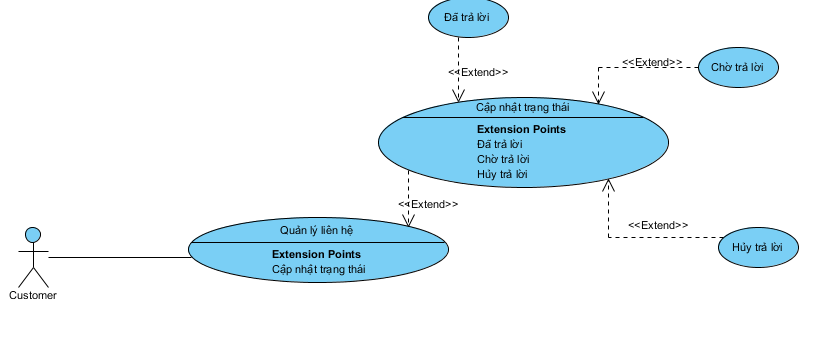 Đã trả lời
<<Extend>>
<<Extend>>
Chờ trả lời
Cập nhật trạng thái
Extension Points
Đã trả lời
Chờ trả lời
Hủy trả lời
<<Extend>>
<<Extend>>
Hủy trả lời
Quản lý liên hệ
Extension Points
Cập nhật trạng thái
Customer